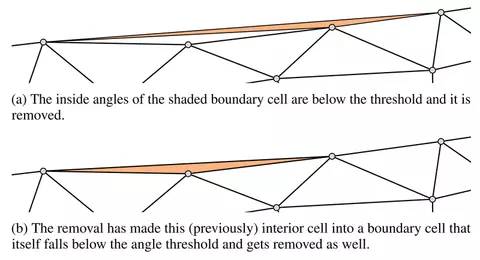 (a) The inside angles of the shaded boundary cell are below the threshold and it is
removed.
(b) The removal has made this (previously) interior cell into a boundary cell that
itself falls below the angle threshold and gets removed as well.